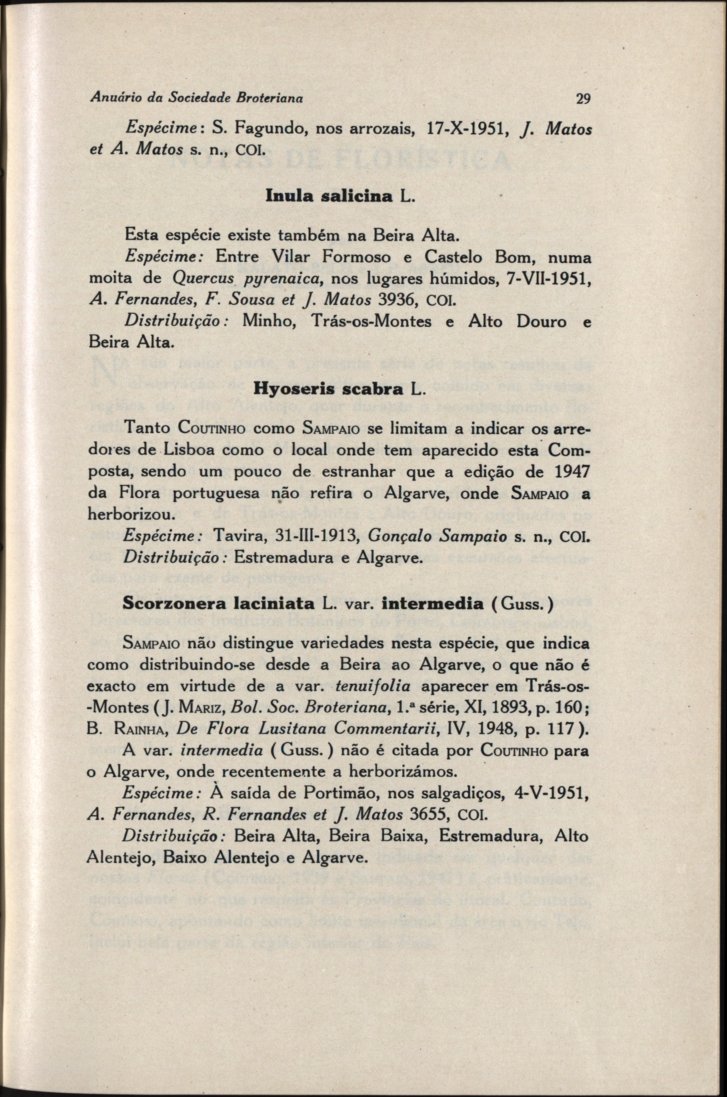 Anuário da Sociedade Broteriana 29
Espécime: S. Fagundo, nos arrozais, 17-X-1951, J. Matos
et A. Matos s. n., COI.
Inula salicina L.
Esta espécie existe também na Beira Alta.
Espécime: Entre Vilar Formoso e Castelo Bom, numa
moita de Quercus pyrenaica, nos lugares húmidos, 7-VII-1951,
A. Fernandes, F. Sousa et J. Matos 3936, COI.
Distribuição: Minho, Trás-os-Montes e Alto Douro e
Beira Alta.
Hyoseris scabra L.
Tanto COUTINHO como SAMPAIO se limitam a indicar os arre-
dores de Lisboa como o local onde tem aparecido esta Com-
posta, sendo um pouco de estranhar que a edição de 1947
da Flora portuguesa não refira o Algarve, onde SAMPAIO a
herborizou.
Espécime: Tavira, 31-III-1913, Gonçalo Sampaio s. n., COI.
Distribuição: Estremadura e Algarve.
Scorzonera laciniata L. var. intermedia (Guss.)
SAMPAIO não distingue variedades nesta espécie, que indica
como distribuindo-se desde a Beira ao Algarve, o que não é
exacto em virtude de a var. tenuifolia aparecer em Trás-os-
-Montes (J. MARIZ, Bol. Soc. Broteriana, 1.ª série, XI, 1893, p. 160;
B. RAINHA, De Flora Lusitana Commentarii, IV, 1948, p. 117).
A var. intermedia (Guss.) não é citada por COUTINHO para
o Algarve, onde recentemente a herborizámos.
Espécime: À saída de Portimão, nos salgadiços, 4-V-1951,
A. Fernandes, R. Fernandes et J. Matos 3655, COI.
Distribuição: Beira Alta, Beira Baixa, Estremadura, Alto
Alentejo, Baixo Alentejo e Algarve.